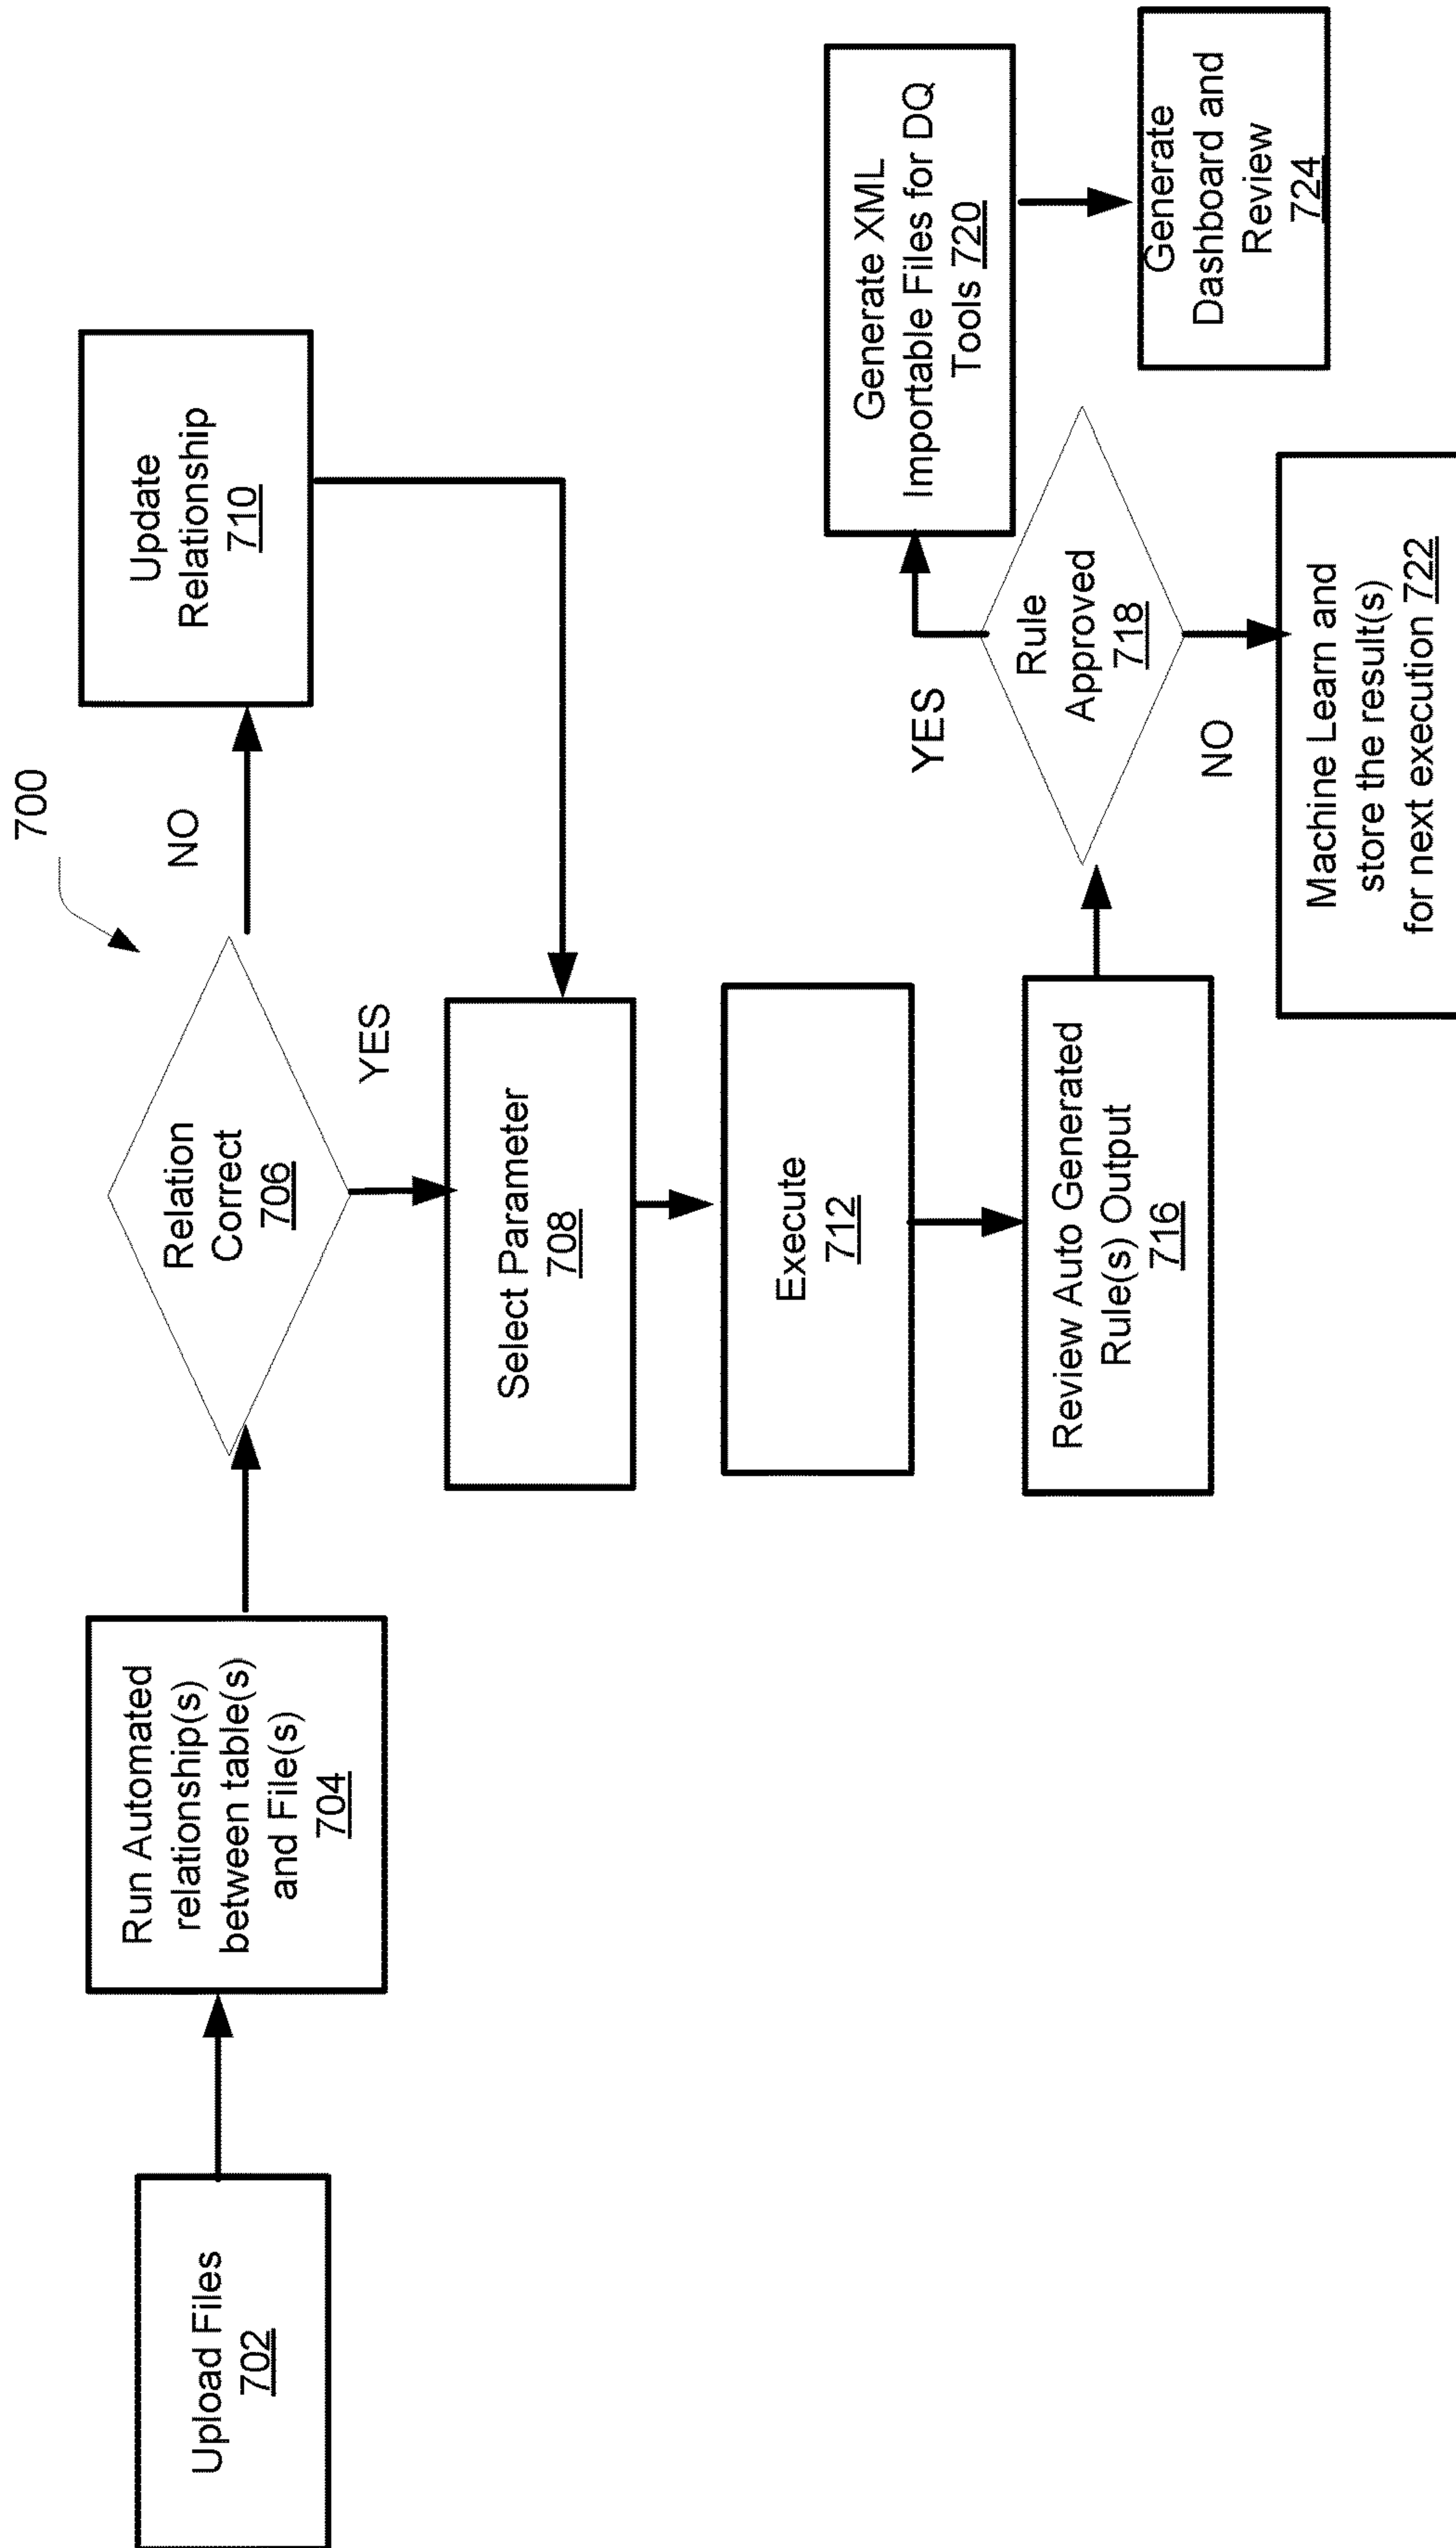 700
Upload Files
702
Run Automated
relationship(s)
between table(s)
and File(s)
704
Relation
Correct
706
NO
Update
Relationship
710
YES
Select Parameter
708
Execute
712
Review Auto Generated
Rule(s) Output
716
Rule
Approved
718
YES
Generate XML
Importable Files for DQ
Tools 720
Generate
Dashboard and
Review
724
NO
Machine Learn and
store the result(s)
for next execution 722